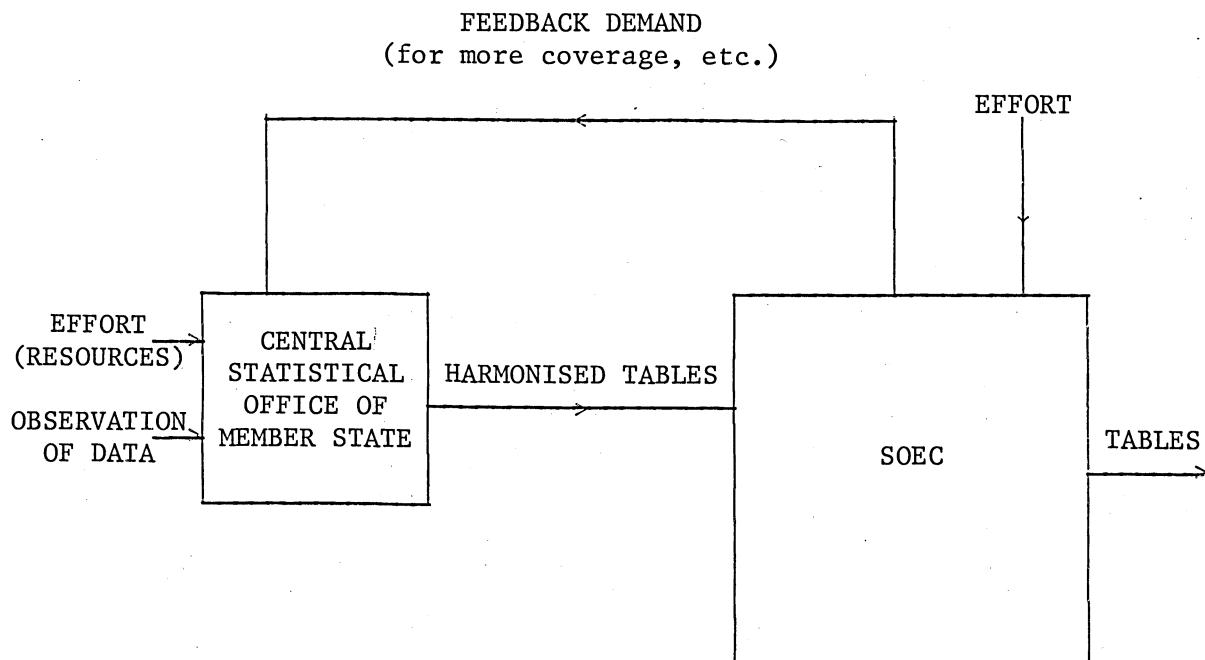 FEEDBACK DEMAND
(for more coverage, etc.)
EFFORT
EFFORT
(RESOURCES)
OBSERVATION
OF DATA
CENTRAL
STATISTICAL
OFFICE OF
MEMBER STATE
HARMONISED TABLES
SOEC
TABLES